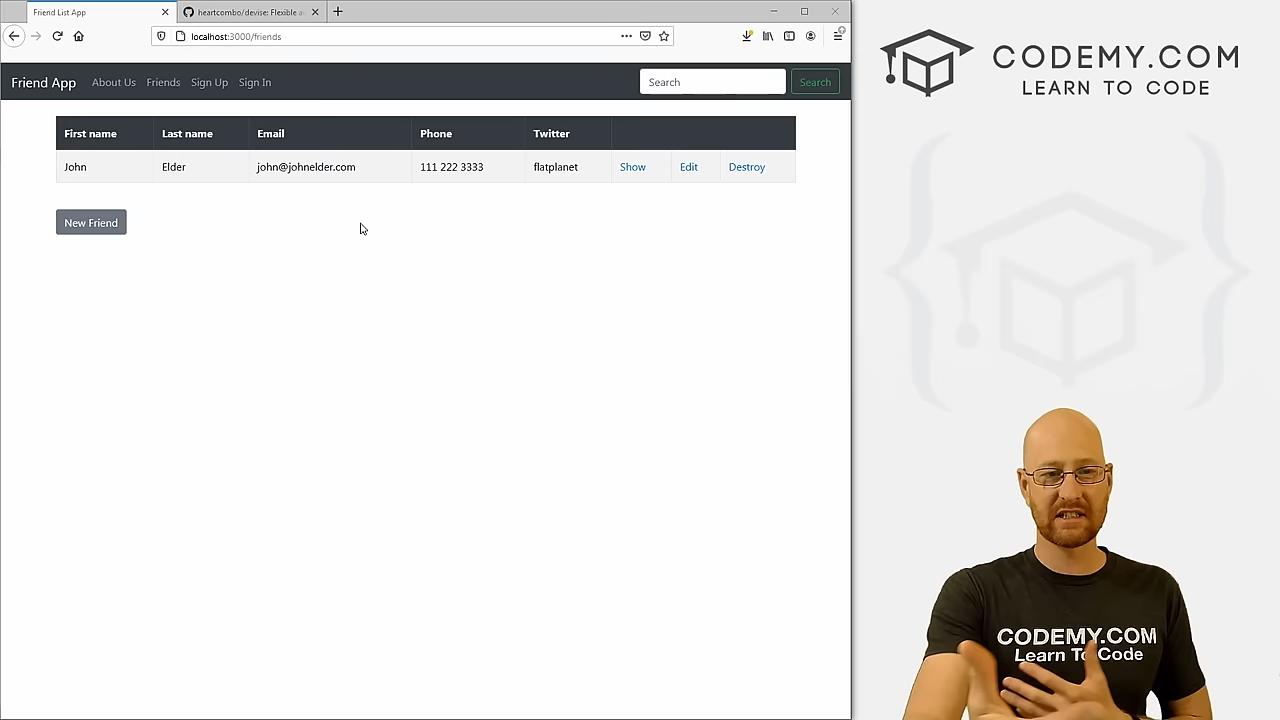 Friend List App
heartcombo/devise: Flexible a
localhost:3000/friends
Friend App About Us Friends Sign Up Sign In Search Search
First name Last name Email Phone Twitter
John Elder john@johnelder.com 111 222 3333 flatplanet Show Edit Destroy
New Friend
CODEMY.COM
LEARN TO CODE
CODEMY.COM
Learn To Code